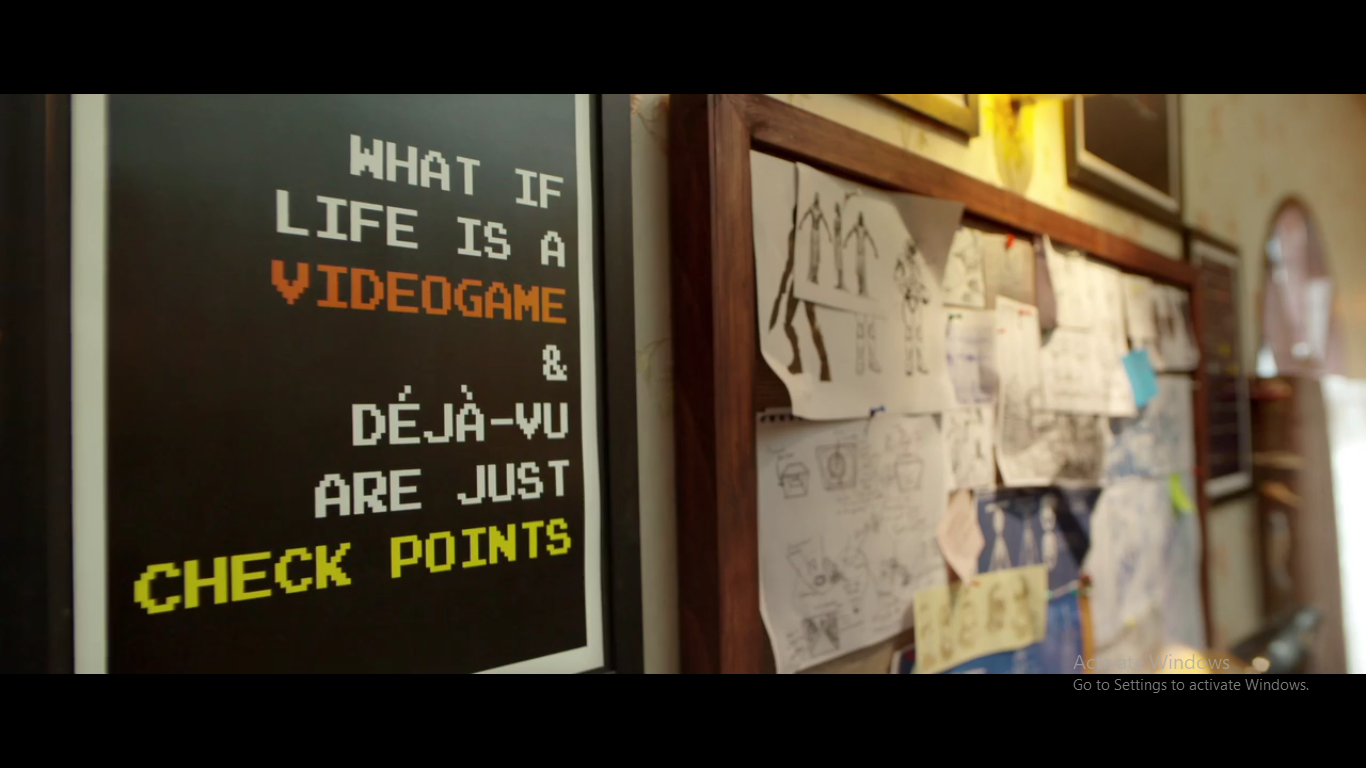 WHAT IF
LIFE IS A
VIDEOGAME
&
DÉJÀ-VU
ARE JUST
CHECK POINTS
Activate Windows
Go to Settings to activate Windows.